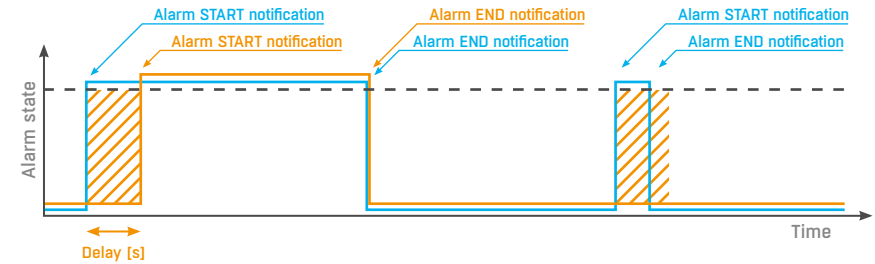 Alarm START notification
Alarm END notification
Alarm START notification
Alarm START notification
Alarm END notification
Alarm END notification
Alarm state
Time
Delay [s]